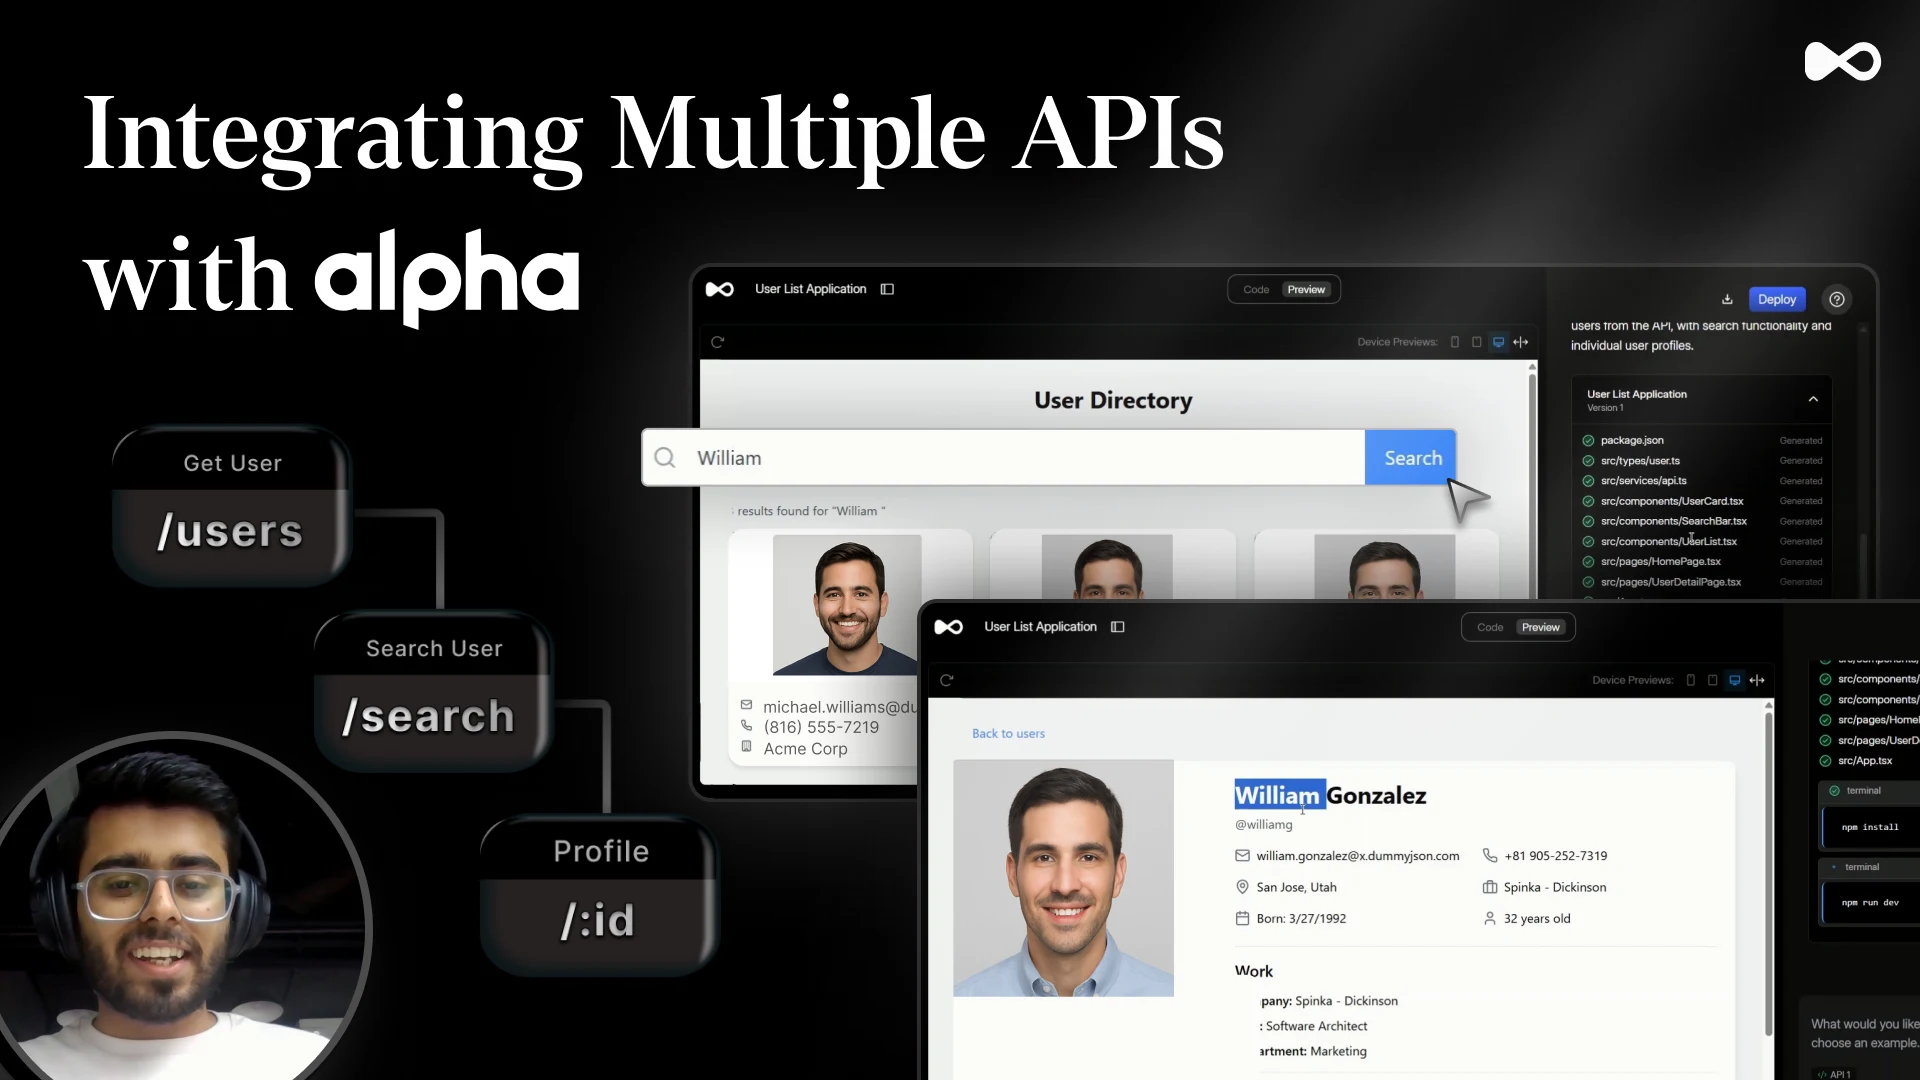 Integrating Multiple APIs
with alpha
Get User
/users
Search User
/search
Profile
/:id
User List Application
Code
Preview
Deploy
Device Previews:
User Directory
William
Search
results found for "William "
michael.williams@du
(816) 555-7219
Acme Corp
users from the API, with search functionality and
individual user profiles.
User List Application
Version 1
package.json Generated
src/types/user.ts Generated
src/services/api.ts Generated
src/components/UserCard.tsx Generated
src/components/SearchBar.tsx Generated
src/components/UserList.tsx Generated
src/pages/HomePage.tsx Generated
src/pages/UserDetailPage.tsx Generated
User List Application
Code
Preview
Device Previews:
Back to users
William Gonzalez
@williamg
william.gonzalez@x.dummyjson.com
+81 905-252-7319
San Jose, Utah
Spinka - Dickinson
Born: 3/27/1992
32 years old
Work
pany: Spinka - Dickinson
: Software Architect
artment: Marketing
src/components/
src/components/
src/pages/Home
src/pages/UserD
src/App.tsx
terminal
npm install
terminal
npm run dev
What would you like
choose an example.
API 1